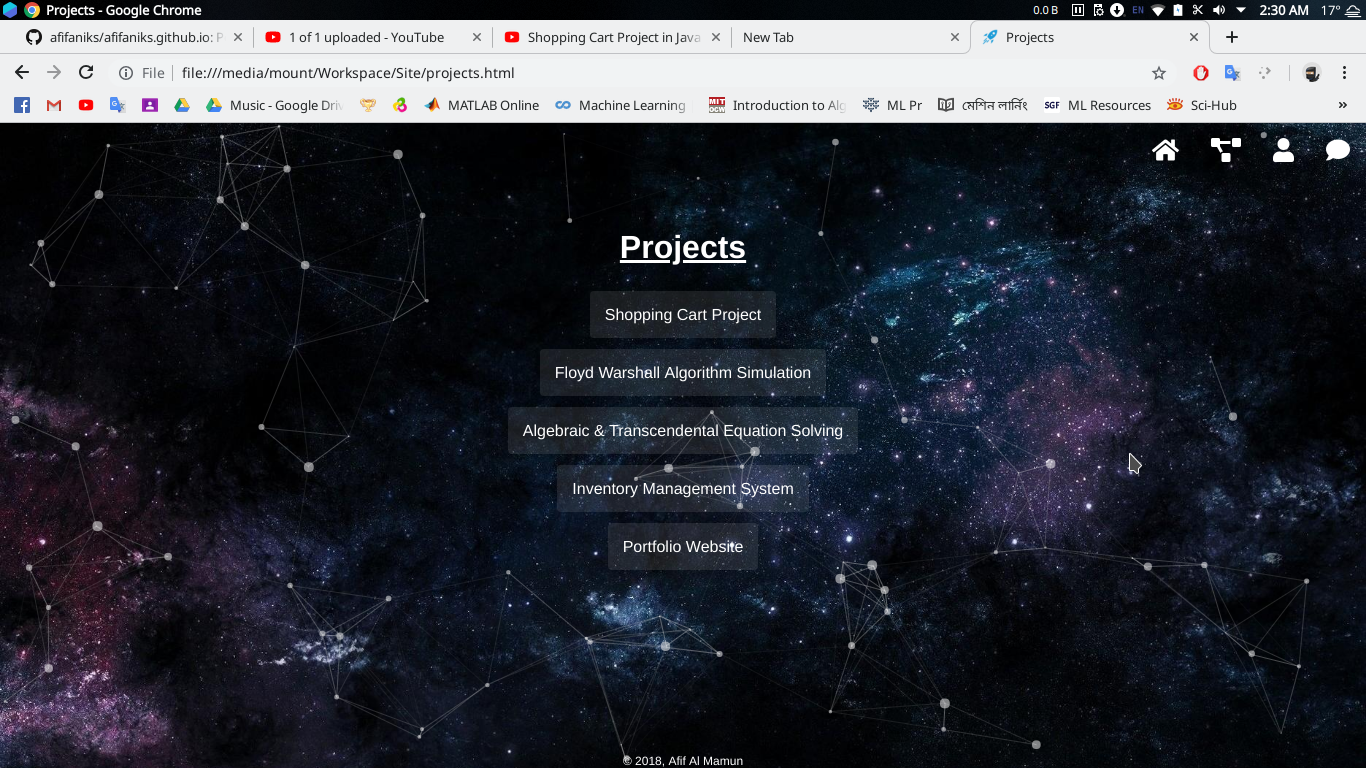 Projects - Google Chrome
0.0 B
EN
2:30 AM
17°
afifaniks/afifaniks.github.io: P
1 of 1 uploaded - YouTube
Shopping Cart Project in Java
New Tab
Projects
File
file:///media/mount/Workspace/Site/projects.html
Music - Google Driv
MATLAB Online
Machine Learning
MIT OCW
Introduction to Alg
ML Pr
মেশিন লার্নিং
SGF
ML Resources
Sci-Hub
»
Projects
Shopping Cart Project
Floyd Warshall Algorithm Simulation
Algebraic & Transcendental Equation Solving
Inventory Management System
Portfolio Website
© 2018, Afif Al Mamun